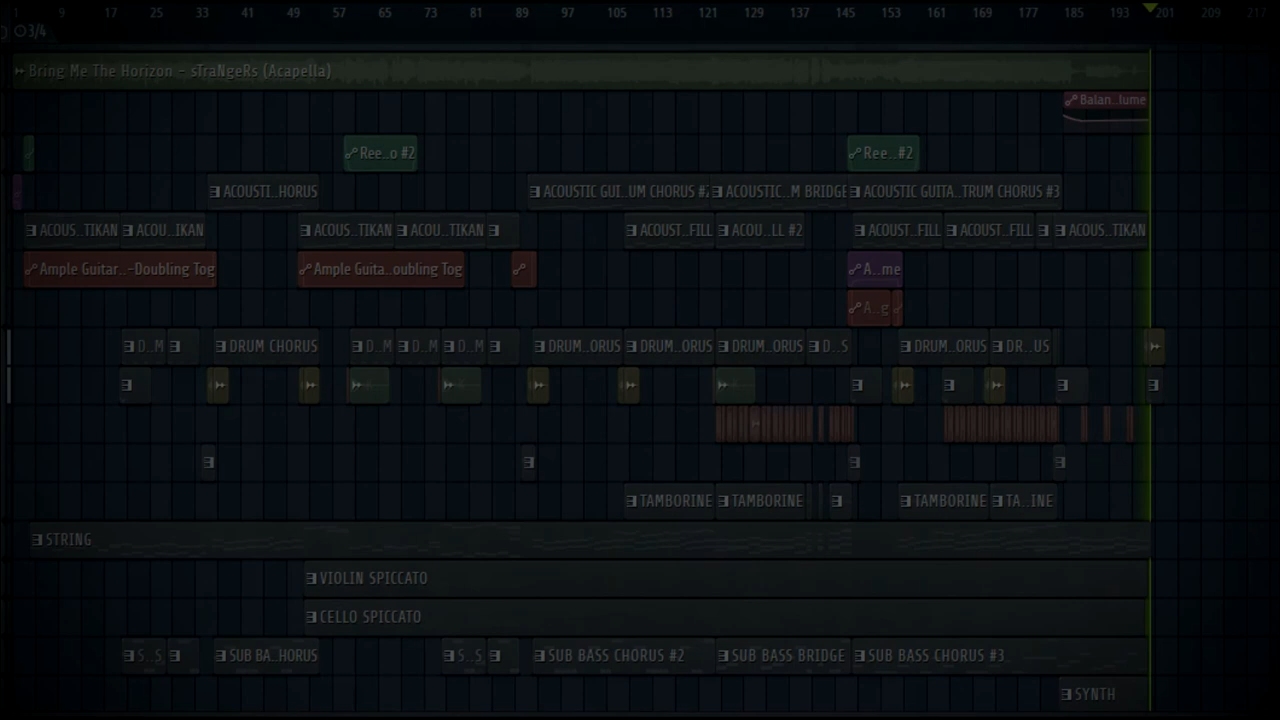 1 9 17 25 33 41 49 57 65 73 81 89 97 105 113 121 129 137 145 153 161 169 177 185 193 201 209 217
3/4
Bring Me The Horizon - sTraNgeRs (Acapella)
Balan..lume
Ree..o #2 Ree..#2
ACOUSTI..HORUS ACOUSTIC GUI..UM CHORUS #2 ACOUSTIC ..M BRIDGE ACOUSTIC GUITA..TRUM CHORUS #3
ACOUS..TIKAN ACOU..IKAN ACOUS..TIKAN ACOU..TIKAN ACOUST..FILL ACOU..LL #2 ACOUST..FILL ACOUST..FILL ACOUS..TIKAN
Ample Guitar..-Doubling Tog Ample Guita..oubling Tog A..me
A..g
D..M DRUM CHORUS D..M D..M D..M DRUM..ORUS DRUM..ORUS DRUM..ORUS D..S DRUM..ORUS DR..US
TAMBORINE TAMBORINE TAMBORINE TA..INE
STRING
VIOLIN SPICCATO
CELLO SPICCATO
S..S SUB BA..HORUS S..S SUB BASS CHORUS #2 SUB BASS BRIDGE SUB BASS CHORUS #3
SYNTH